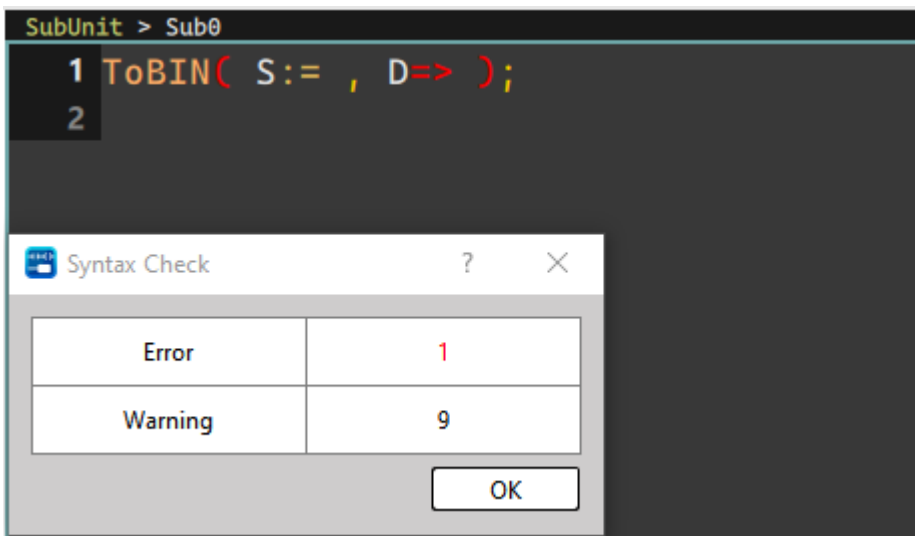 SubUnit > Sub0
1 ToBIN( S:= , D=> );
2
Syntax Check ? ×
Error 1
Warning 9
OK